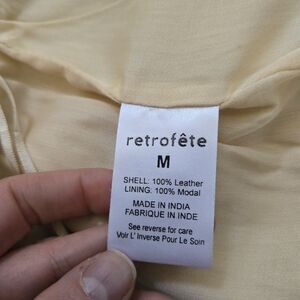 retrofête
M
SHELL: 100% Leather
LINING: 100% Modal
MADE IN INDIA
FABRIQUE IN INDE
See reverse for care
Voir L' Inverse Pour Le Soin